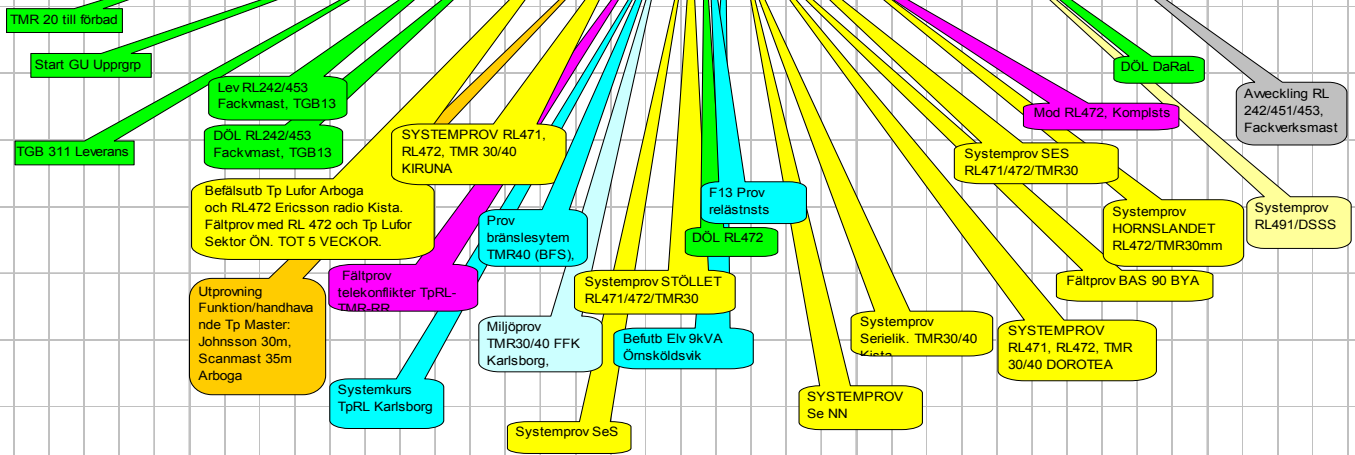 TMR 20 till förbad
Start GU Upprgrp
TGB 311 Leverans
Lev RL242/453
Fackvmast, TGB13
DÖL RL242/453
Fackvmast, TGB13
Befälsutb Tp Lufor Arboga
och RL472 Ericsson radio Kista.
Fältprov med RL 472 och Tp Lufor
Sektor ÖN. TOT 5 VECKOR.
Utprovning
Funktion/handhava
nde Tp Master:
Johnsson 30m,
Scanmast 35m
Arboga
SYSTEMPROV RL471,
RL472, TMR 30/40
KIRUNA
Fältprov
telekonflikter TpRL-
TMR-RR
Systemkurs
TpRL Karlsborg
Prov
bränslesytem
TMR40 (BFS),
Miljöprov
TMR30/40 FFK
Karlsborg,
Systemprov STÖLLET
RL471/472/TMR30
Systemprov SeS
F13 Prov
relästnsts
DÖL RL472
Befutb Elv 9kVA
Örnsköldsvik
SYSTEMPROV
Se NN
Systemprov
Serielik. TMR30/40
Kista
SYSTEMPROV
RL471, RL472, TMR
30/40 DOROTEA
Mod RL472, Komplsts
Systemprov SES
RL471/472/TMR30
Fältprov BAS 90 BYA
Systemprov
HORNSLANDET
RL472/TMR30mm
DÖL DaRaL
Avveckling RL
242/451/453,
Fackverksmast
Systemprov
RL491/DSSS